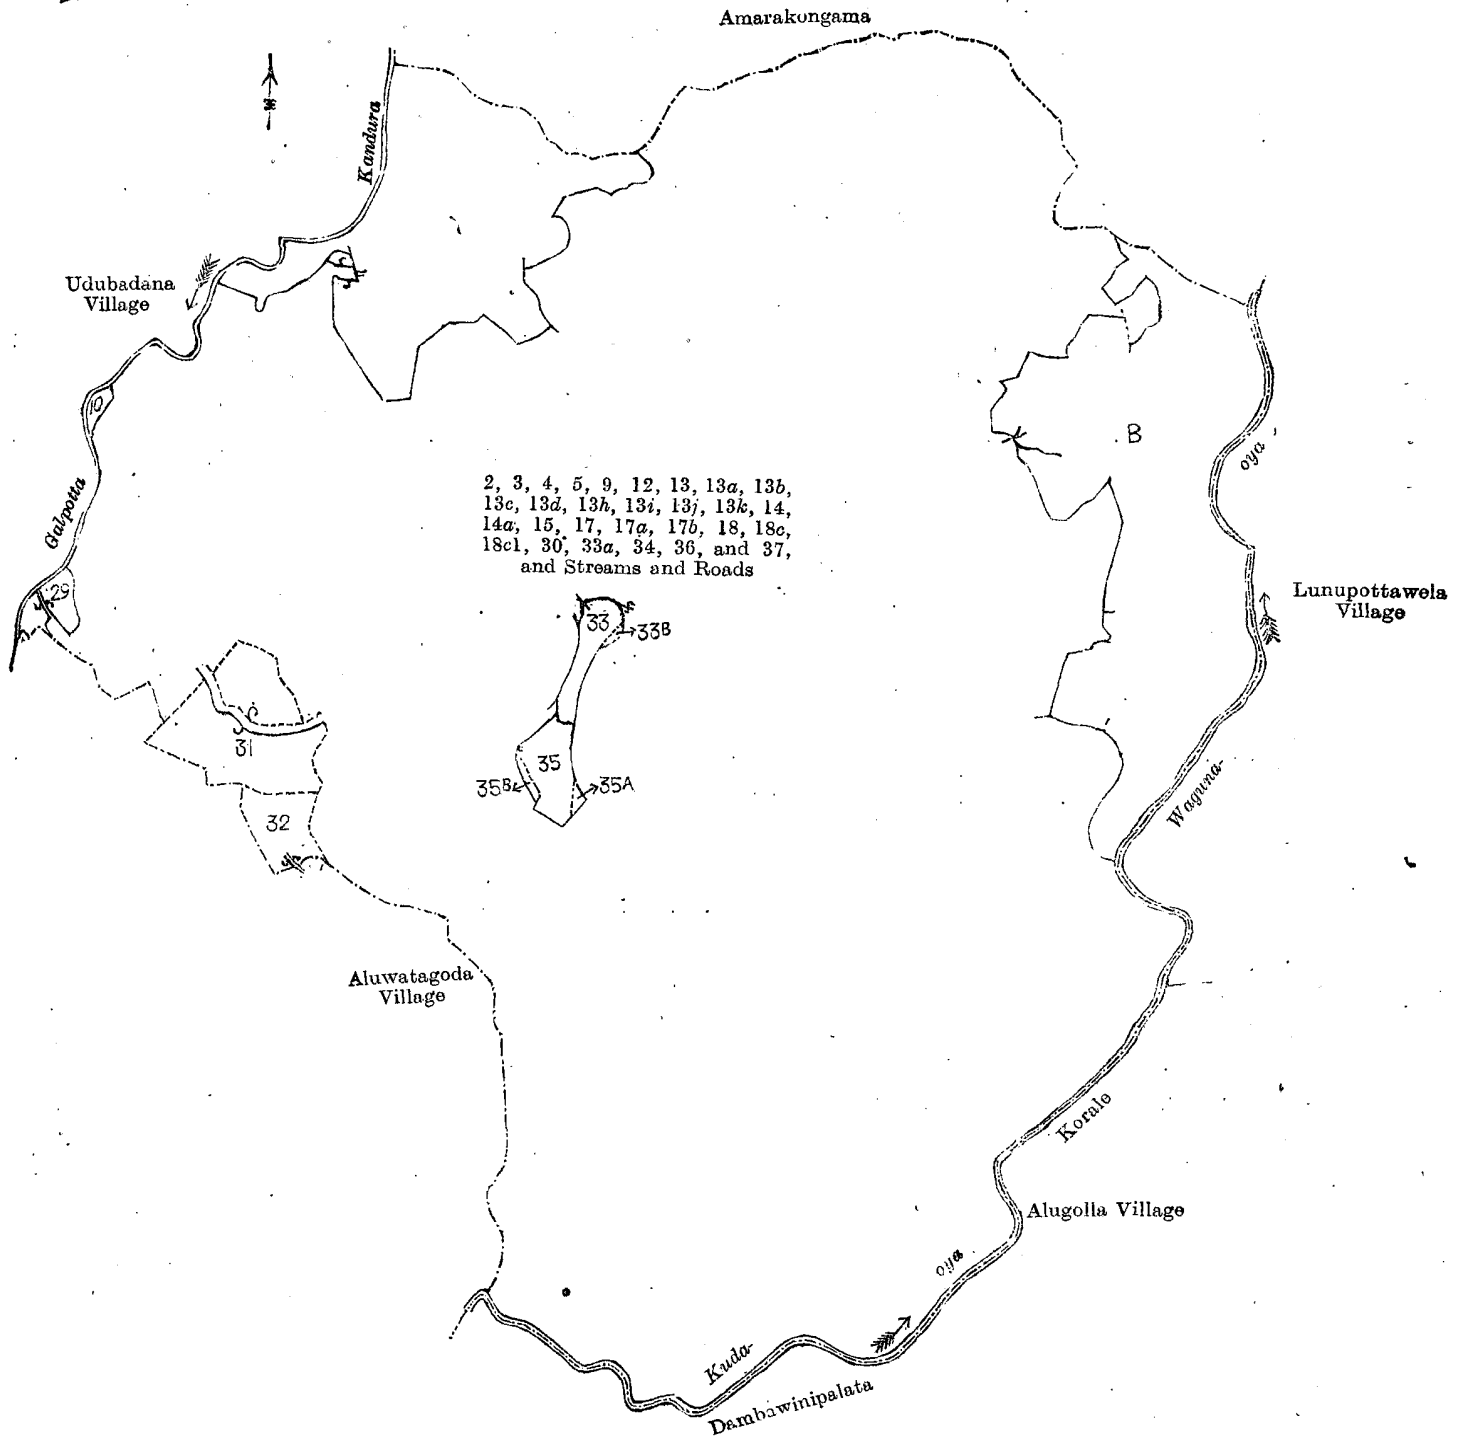 Amarakongama
N
Kandura
Udubadana
Village
10
B
oya
Galpotta
2, 3, 4, 5, 9, 12, 13, 13a, 13b,
13c, 13d, 13h, 13i, 13j, 13k, 14,
14a, 15, 17, 17a, 17b, 18, 18c,
18c1, 30, 33a, 34, 36, and 37,
and Streams and Roads
29
Lunupottawela
Village
33
33B
31
35
35B
35A
Waguna-
32
Aluwatagoda
Village
Korale
Alugolla Village
oya
Kuda-
Dambawinipalata